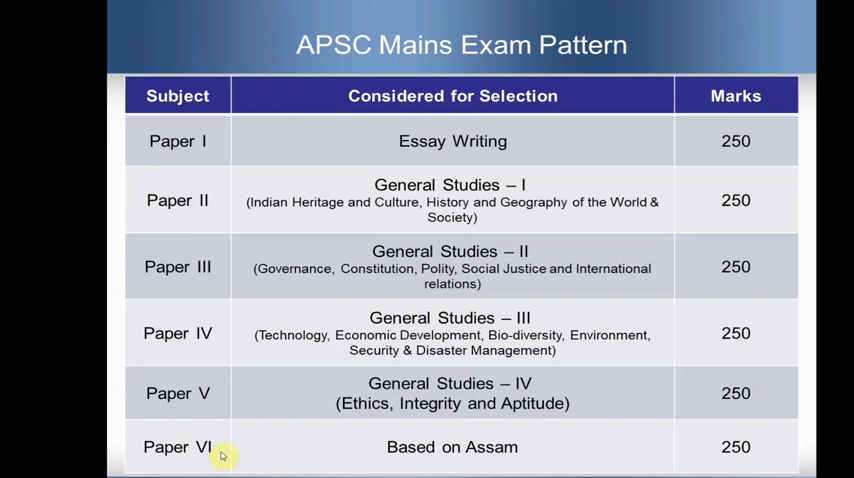 APSC Mains Exam Pattern
Subject Considered for Selection Marks
Paper I Essay Writing 250
General Studies – I
Paper II (Indian Heritage and Culture, History and Geography of the World & 250
Society)
General Studies – II
Paper III (Governance, Constitution, Polity, Social Justice and International 250
relations)
General Studies – III
Paper IV (Technology, Economic Development, Bio-diversity, Environment, 250
Security & Disaster Management)
General Studies – IV
Paper V (Ethics, Integrity and Aptitude) 250
Paper VI Based on Assam 250